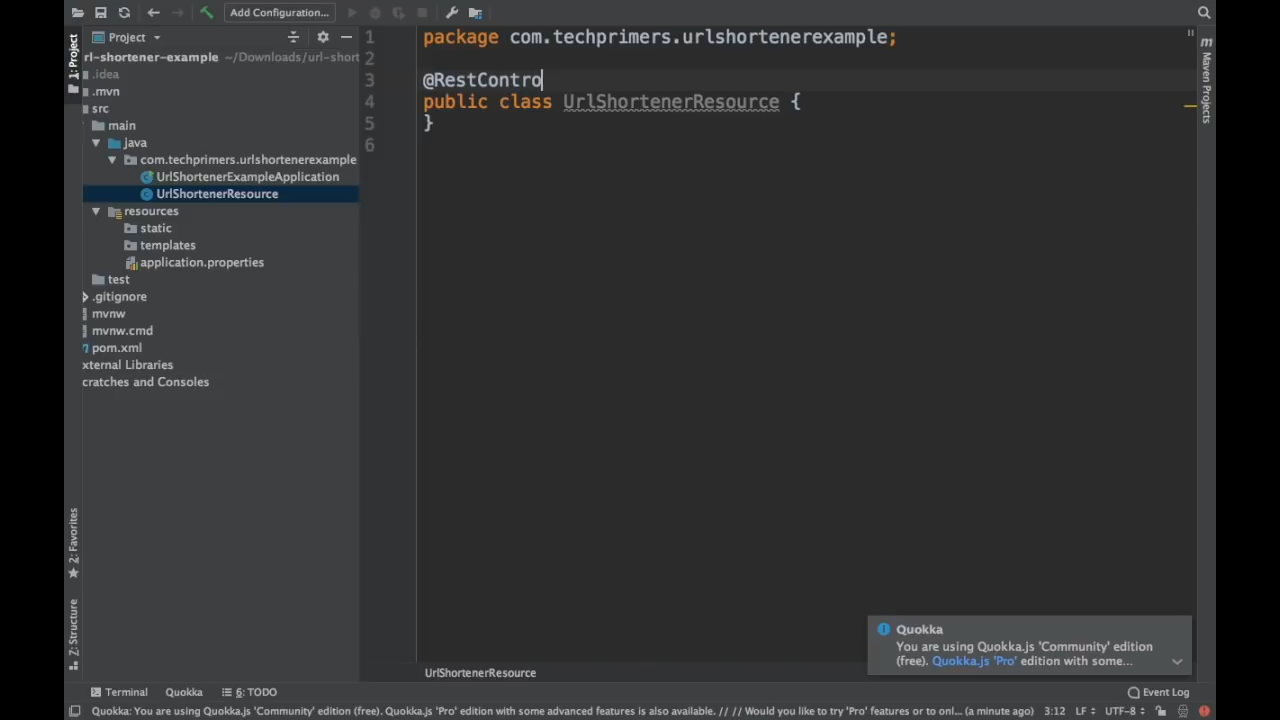 Add Configuration...
1: Project
Project
rl-shortener-example ~/Downloads/url-short
.idea
.mvn
src
main
java
com.techprimers.urlshortenerexample
UrlShortenerExampleApplication
UrlShortenerResource
resources
static
templates
application.properties
test
.gitignore
mvnw
mvnw.cmd
pom.xml
xternal Libraries
cratches and Consoles
2: Favorites
Z: Structure
1 package com.techprimers.urlshortenerexample;
2
3 @RestContro
4 public class UrlShortenerResource {
5 }
6
m Maven Projects
Quokka
You are using Quokka.js 'Community' edition
(free). Quokka.js 'Pro' edition with some...
UrlShortenerResource
Terminal Quokka 6: TODO Event Log
Quokka: You are using Quokka.js 'Community' edition (free). Quokka.js 'Pro' edition with some advanced features is also available. // // Would you like to try 'Pro' features or to onl... (a minute ago) 3:12 LF UTF-8